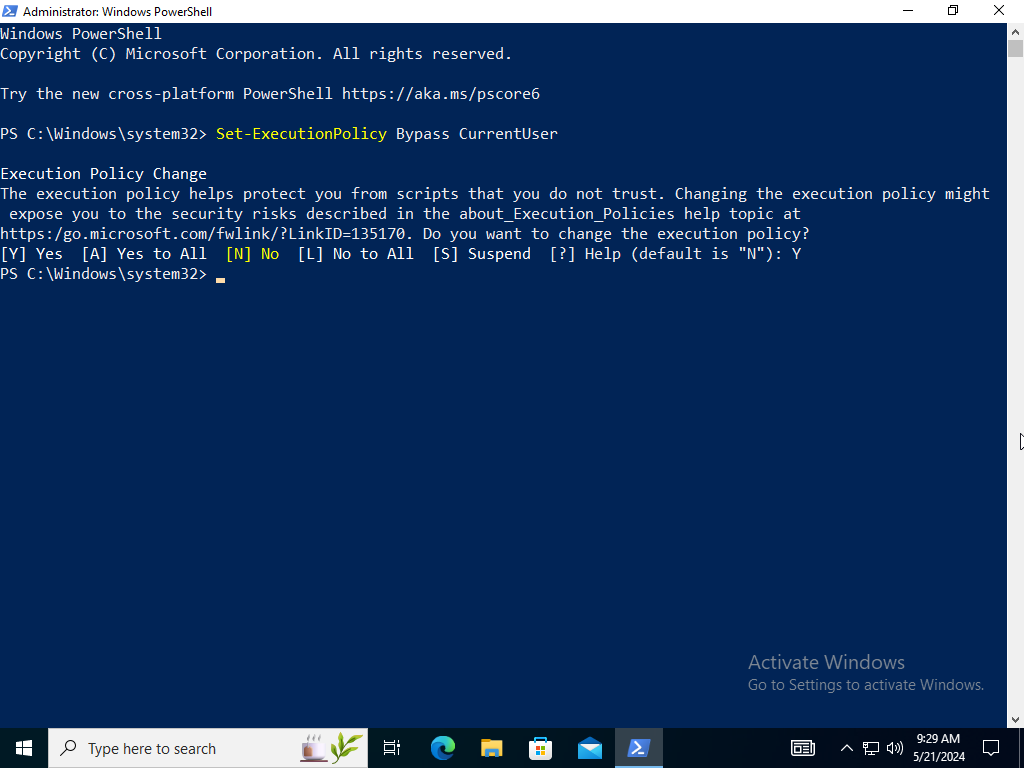 Administrator: Windows PowerShell
Windows PowerShell
Copyright (C) Microsoft Corporation. All rights reserved.
Try the new cross-platform PowerShell https://aka.ms/pscore6
PS C:\Windows\system32> Set-ExecutionPolicy Bypass CurrentUser
Execution Policy Change
The execution policy helps protect you from scripts that you do not trust. Changing the execution policy might
expose you to the security risks described in the about_Execution_Policies help topic at
https:/go.microsoft.com/fwlink/?LinkID=135170. Do you want to change the execution policy?
[Y] Yes  [A] Yes to All  [N] No  [L] No to All  [S] Suspend  [?] Help (default is "N"): Y
PS C:\Windows\system32>
Activate Windows
Go to Settings to activate Windows.
Type here to search
9:29 AM
5/21/2024